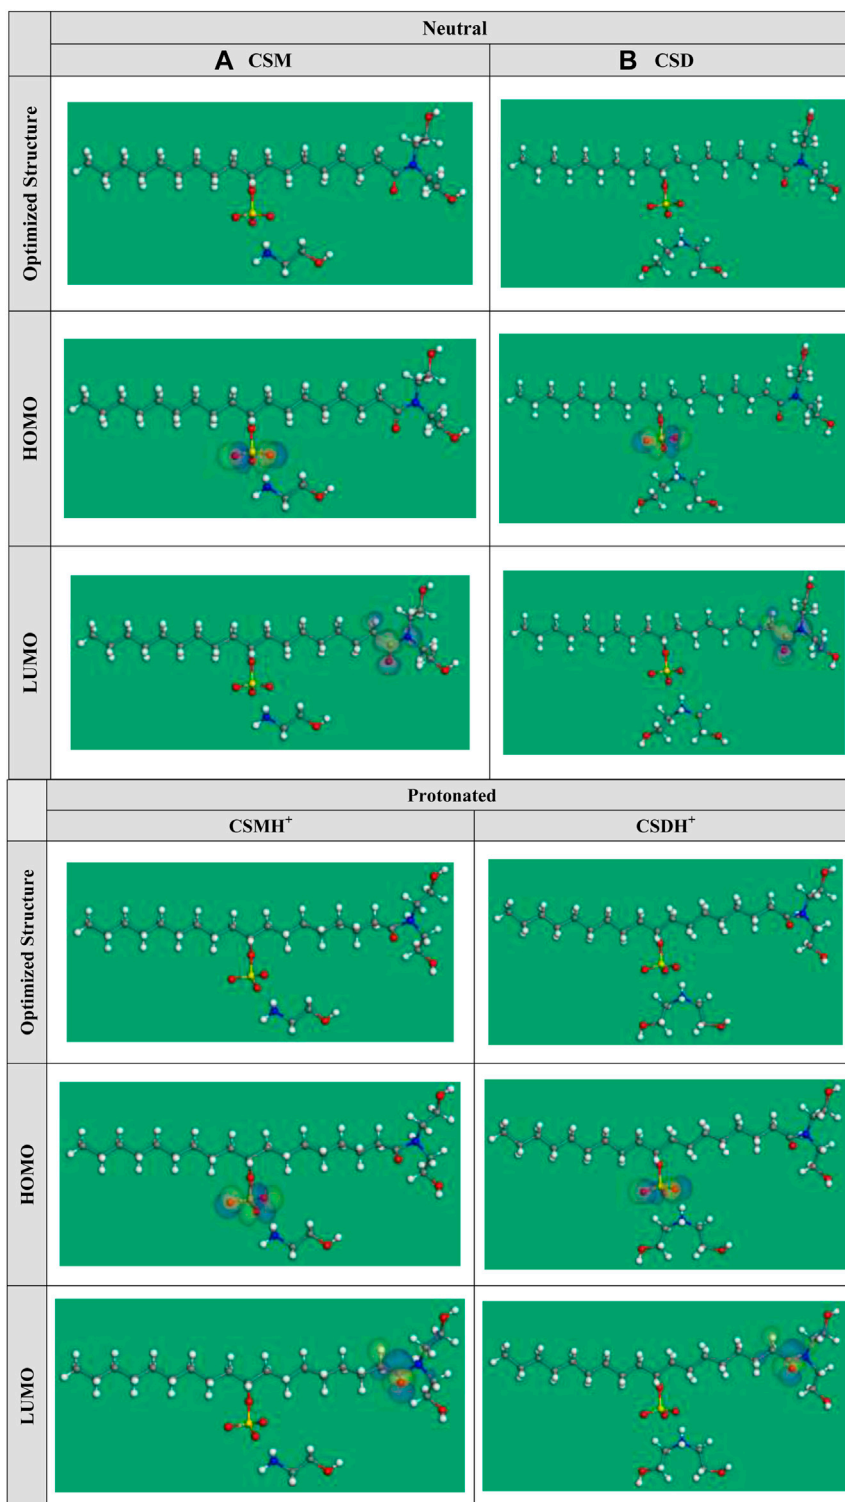 Neutral
A CSM
B CSD
Optimized Structure
HOMO
LUMO
Protonated
CSMH⁺
CSDH⁺
Optimized Structure
HOMO
LUMO